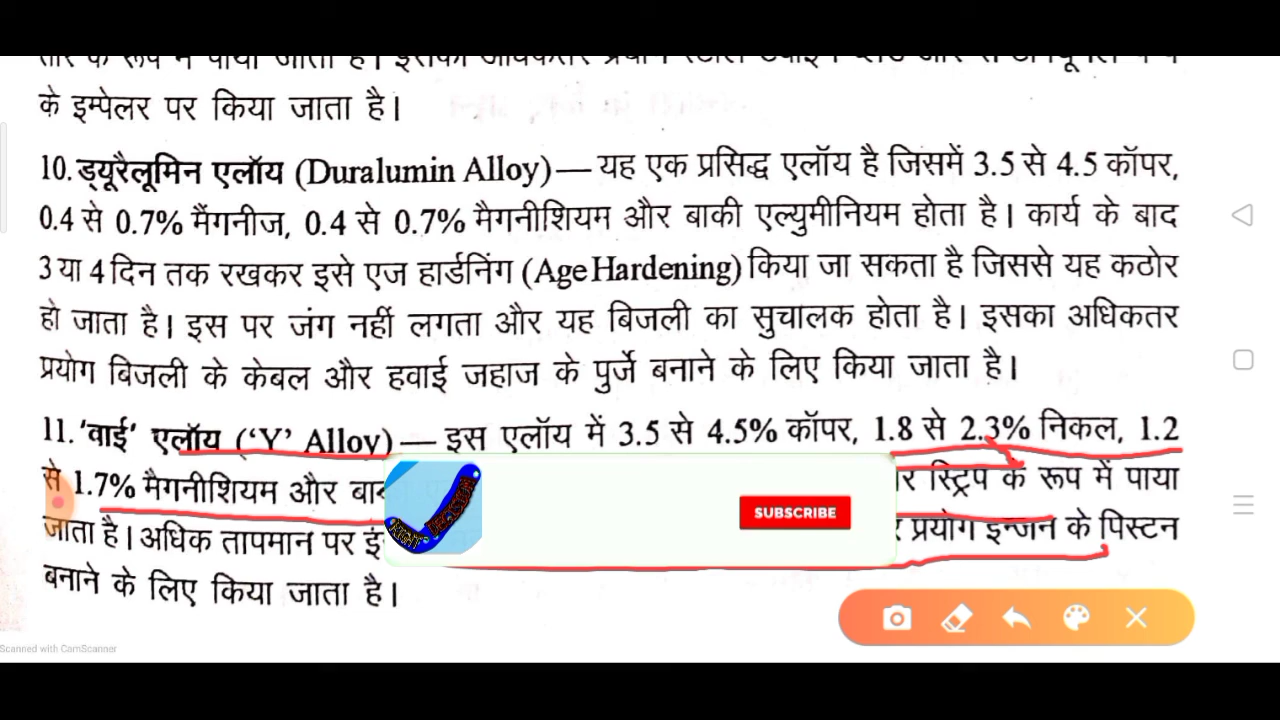 के इम्पेलर पर किया जाता है।
10. ड्यूरैलूमिन एलॉय (Duralumin Alloy)— यह एक प्रसिद्ध एलॉय है जिसमें 3.5 से 4.5 कॉपर,
0.4 से 0.7% मैंगनीज, 0.4 से 0.7% मैगनीशियम और बाकी एल्युमीनियम होता है। कार्य के बाद
3 या 4 दिन तक रखकर इसे एज हार्डनिंग (Age Hardening) किया जा सकता है जिससे यह कठोर
हो जाता है। इस पर जंग नहीं लगता और यह बिजली का सुचालक होता है। इसका अधिकतर
प्रयोग बिजली के केबल और हवाई जहाज के पुर्जे बनाने के लिए किया जाता है।
11. 'वाई' एलॉय ('Y' Alloy)— इस एलॉय में 3.5 से 4.5% कॉपर, 1.8 से 2.3% निकल, 1.2
से 1.7% मैगनीशियम और स्ट्रिप के रूप में पाया
जाता है। अधिक तापमान पर प्रयोग इन्जन के पिस्टन
बनाने के लिए किया जाता है।
RIGHT DECISION
SUBSCRIBE
Scanned with CamScanner